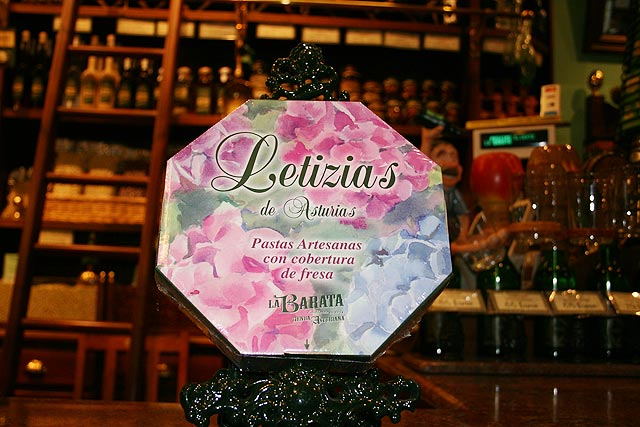 Letizias
de Asturias
Pastas Artesanas
con cobertura
de fresa
LA BARATA